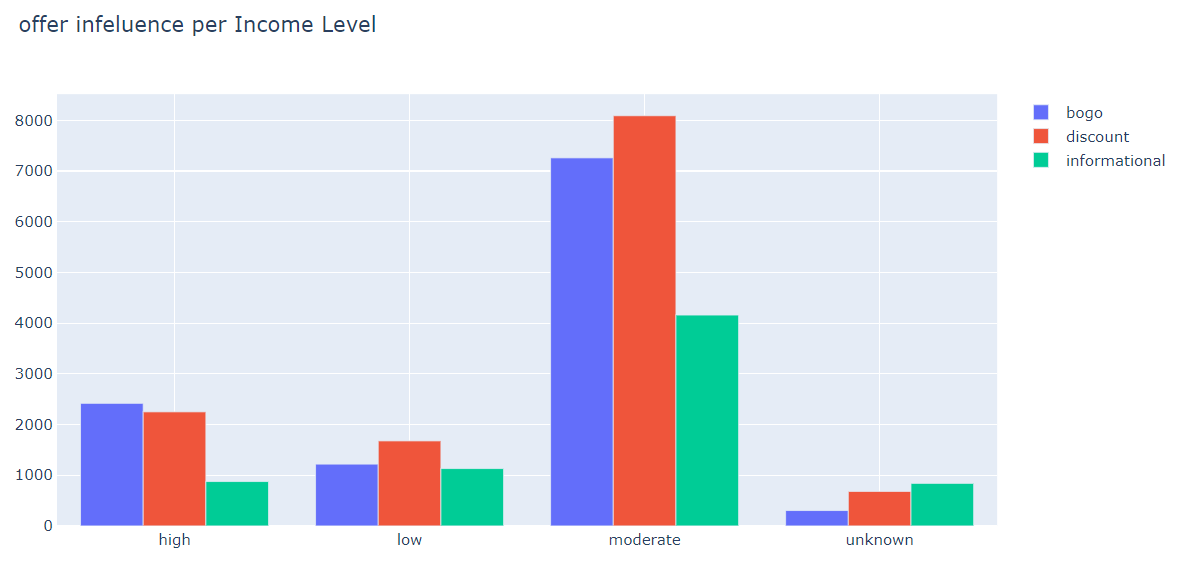 offer infeluence per Income Level
bogo
discount
informational
8000
7000
6000
5000
4000
3000
2000
1000
0
high low moderate unknown